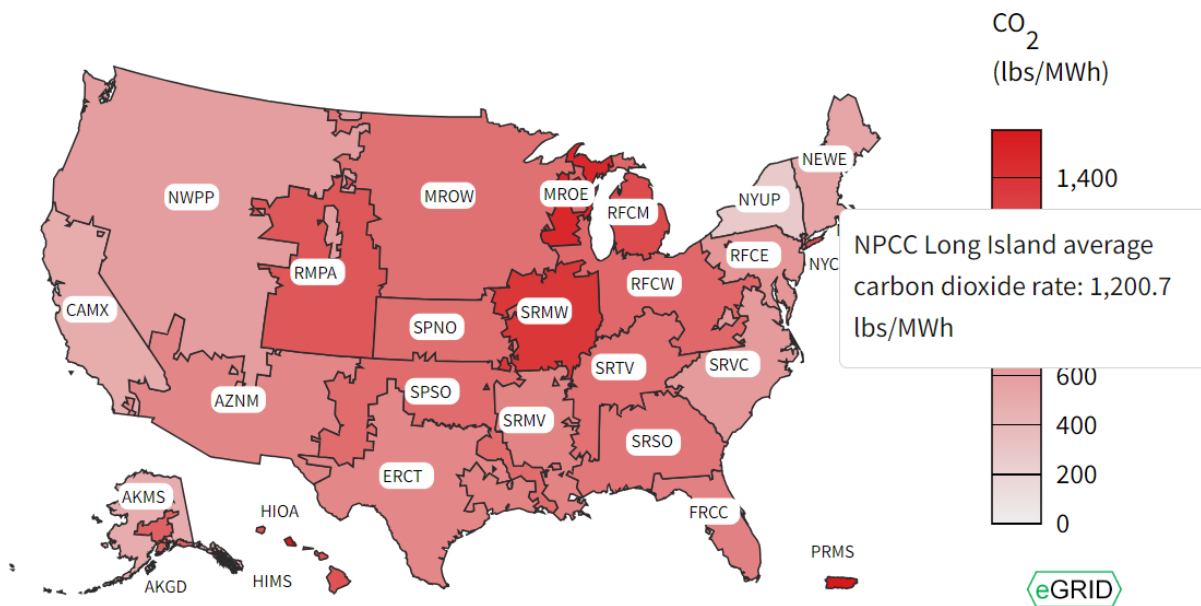 CO2
(lbs/MWh)
1,400
NEWE
NWPP
MROW
MROE
NYUP
RFCM
NPCC Long Island average
carbon dioxide rate: 1,200.7
lbs/MWh
RFCE
NYC
RMPA
RFCW
CAMX
SRMW
SPNO
SRTV
SRVC
600
AZNM
SPSO
SRMV
400
SRSO
ERCT
200
AKMS
HIOA
FRCC
0
PRMS
AKGD
HIMS
eGRID